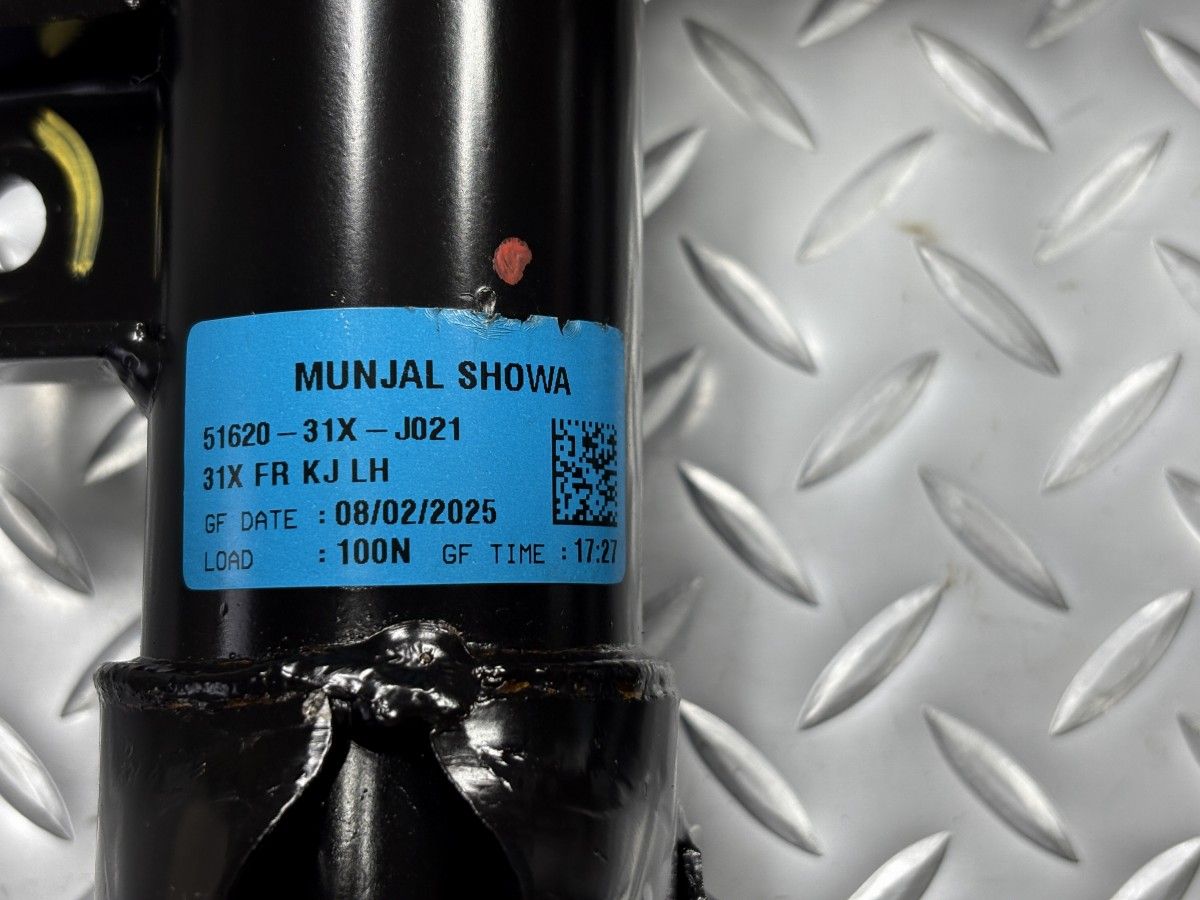 MUNJAL SHOWA
51620-31X-J021
31X FR KJ LH
GF DATE : 08/02/2025
LOAD : 100N GF TIME : 17:27